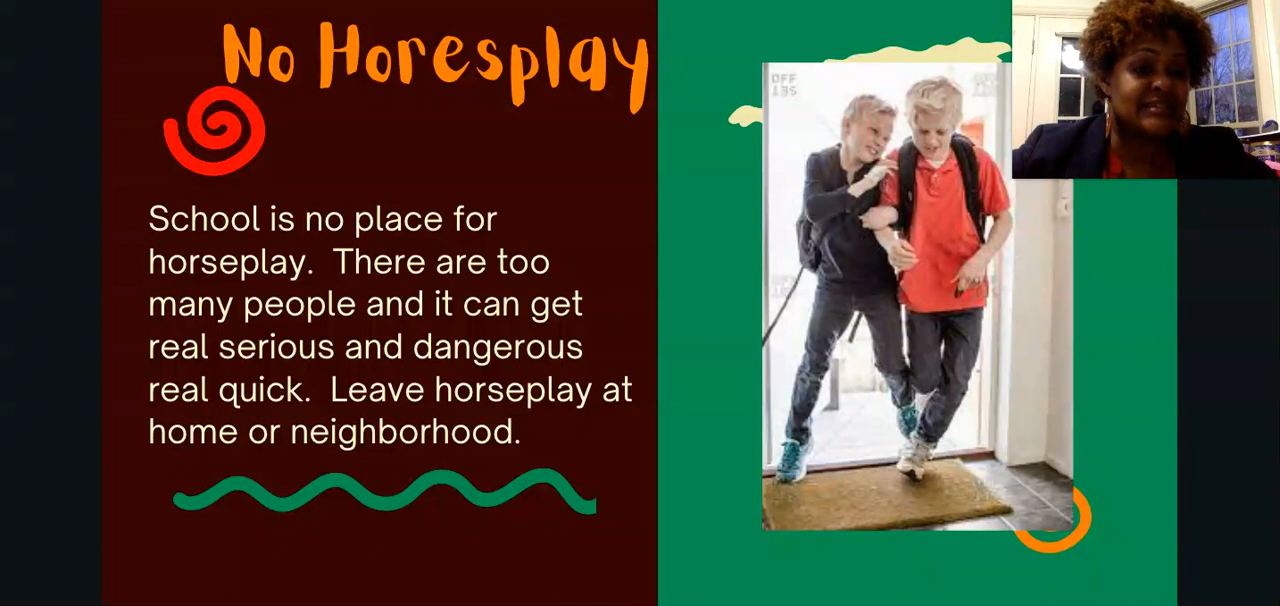 No Horesplay
School is no place for
horseplay.  There are too
many people and it can get
real serious and dangerous
real quick.  Leave horseplay at
home or neighborhood.